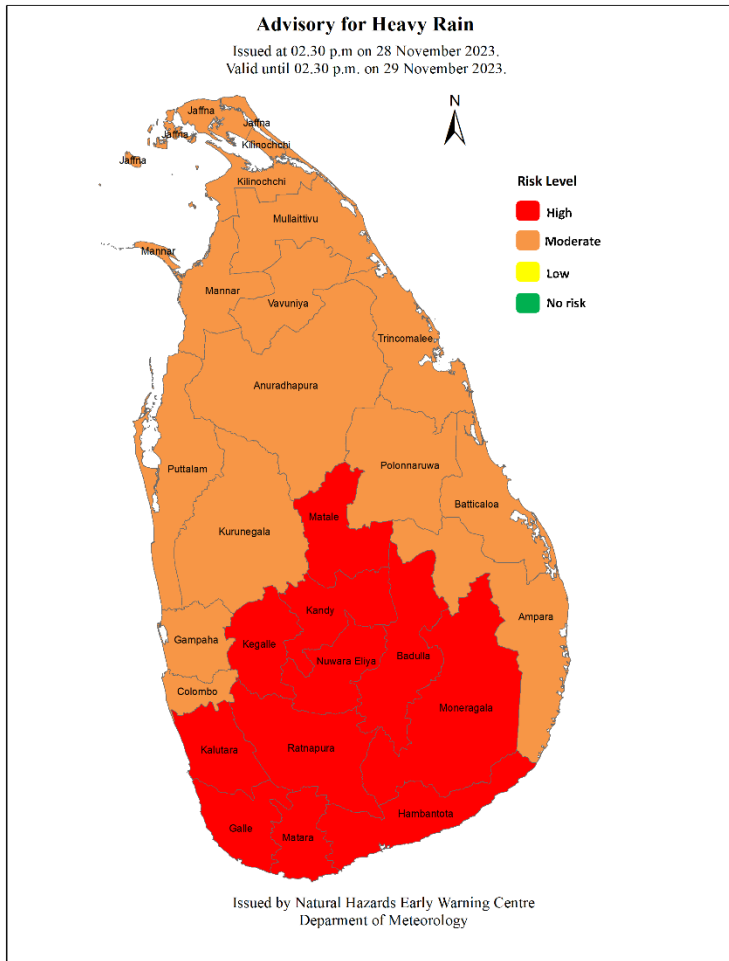 Advisory for Heavy Rain
Issued at 02.30 p.m on 28 November 2023.
Valid until 02.30 p.m. on 29 November 2023.
N
Risk Level
High
Moderate
Low
No risk
Jaffna
Jaffna
Jaffna
Jaffna
Kilinochchi
Kilinochchi
Mullaittivu
Mannar
Mannar
Vavuniya
Trincomalee
Anuradhapura
Puttalam
Polonnaruwa
Batticaloa
Matale
Kurunegala
Kandy
Ampara
Gampaha
Kegalle
Nuwara Eliya
Badulla
Colombo
Moneragala
Kalutara
Ratnapura
Hambantota
Galle
Matara
Issued by Natural Hazards Early Warning Centre
Deparment of Meteorology